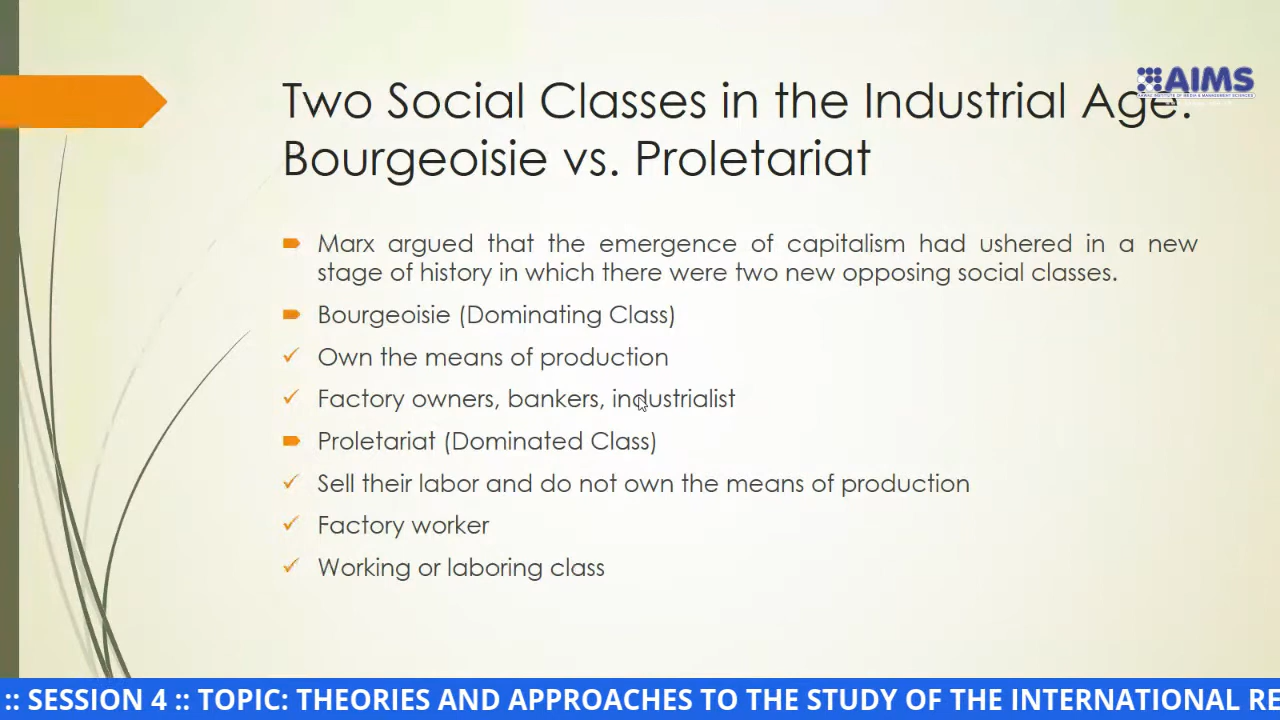 AIMS
Two Social Classes in the Industrial Age:
Bourgeoisie vs. Proletariat
Marx argued that the emergence of capitalism had ushered in a new
stage of history in which there were two new opposing social classes.
Bourgeoisie (Dominating Class)
Own the means of production
Factory owners, bankers, industrialist
Proletariat (Dominated Class)
Sell their labor and do not own the means of production
Factory worker
Working or laboring class
:: SESSION 4 :: TOPIC: THEORIES AND APPROACHES TO THE STUDY OF THE INTERNATIONAL RE